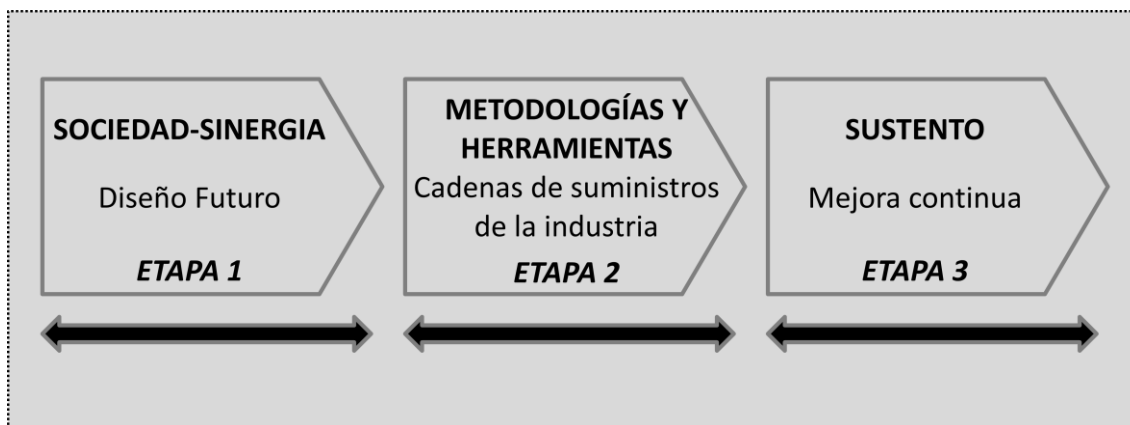 SOCIEDAD-SINERGIA
Diseño Futuro
ETAPA 1
METODOLOGÍAS Y
HERRAMIENTAS
Cadenas de suministros
de la industria
ETAPA 2
SUSTENTO
Mejora continua
ETAPA 3